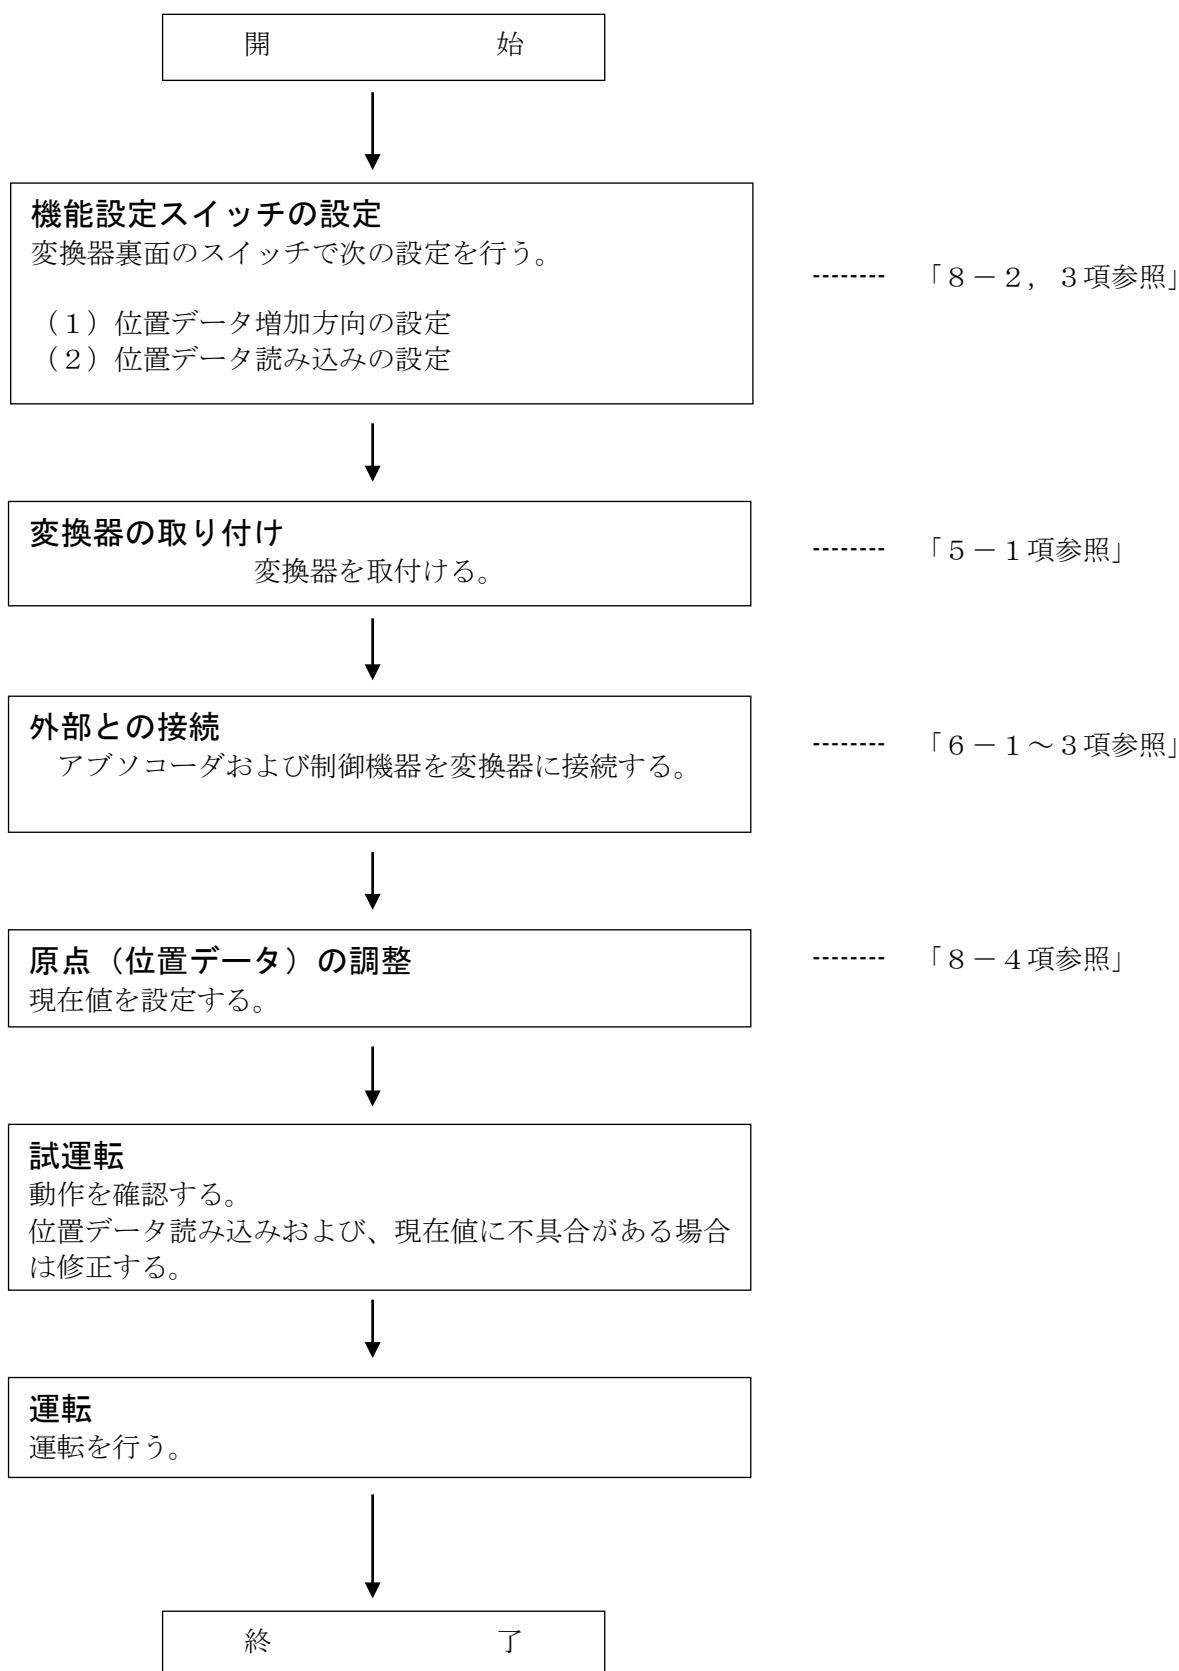 開　始
機能設定スイッチの設定
変換器裏面のスイッチで次の設定を行う。
-------- 「８－２，３項参照」
（１）位置データ増加方向の設定
（２）位置データ読み込みの設定
変換器の取り付け
変換器を取付ける。
-------- 「５－１項参照」
外部との接続
アブソコーダおよび制御機器を変換器に接続する。
-------- 「６－１～３項参照」
原点（位置データ）の調整
-------- 「８－４項参照」
現在値を設定する。
試運転
動作を確認する。
位置データ読み込みおよび、現在値に不具合がある場合
は修正する。
運転
運転を行う。
終　了